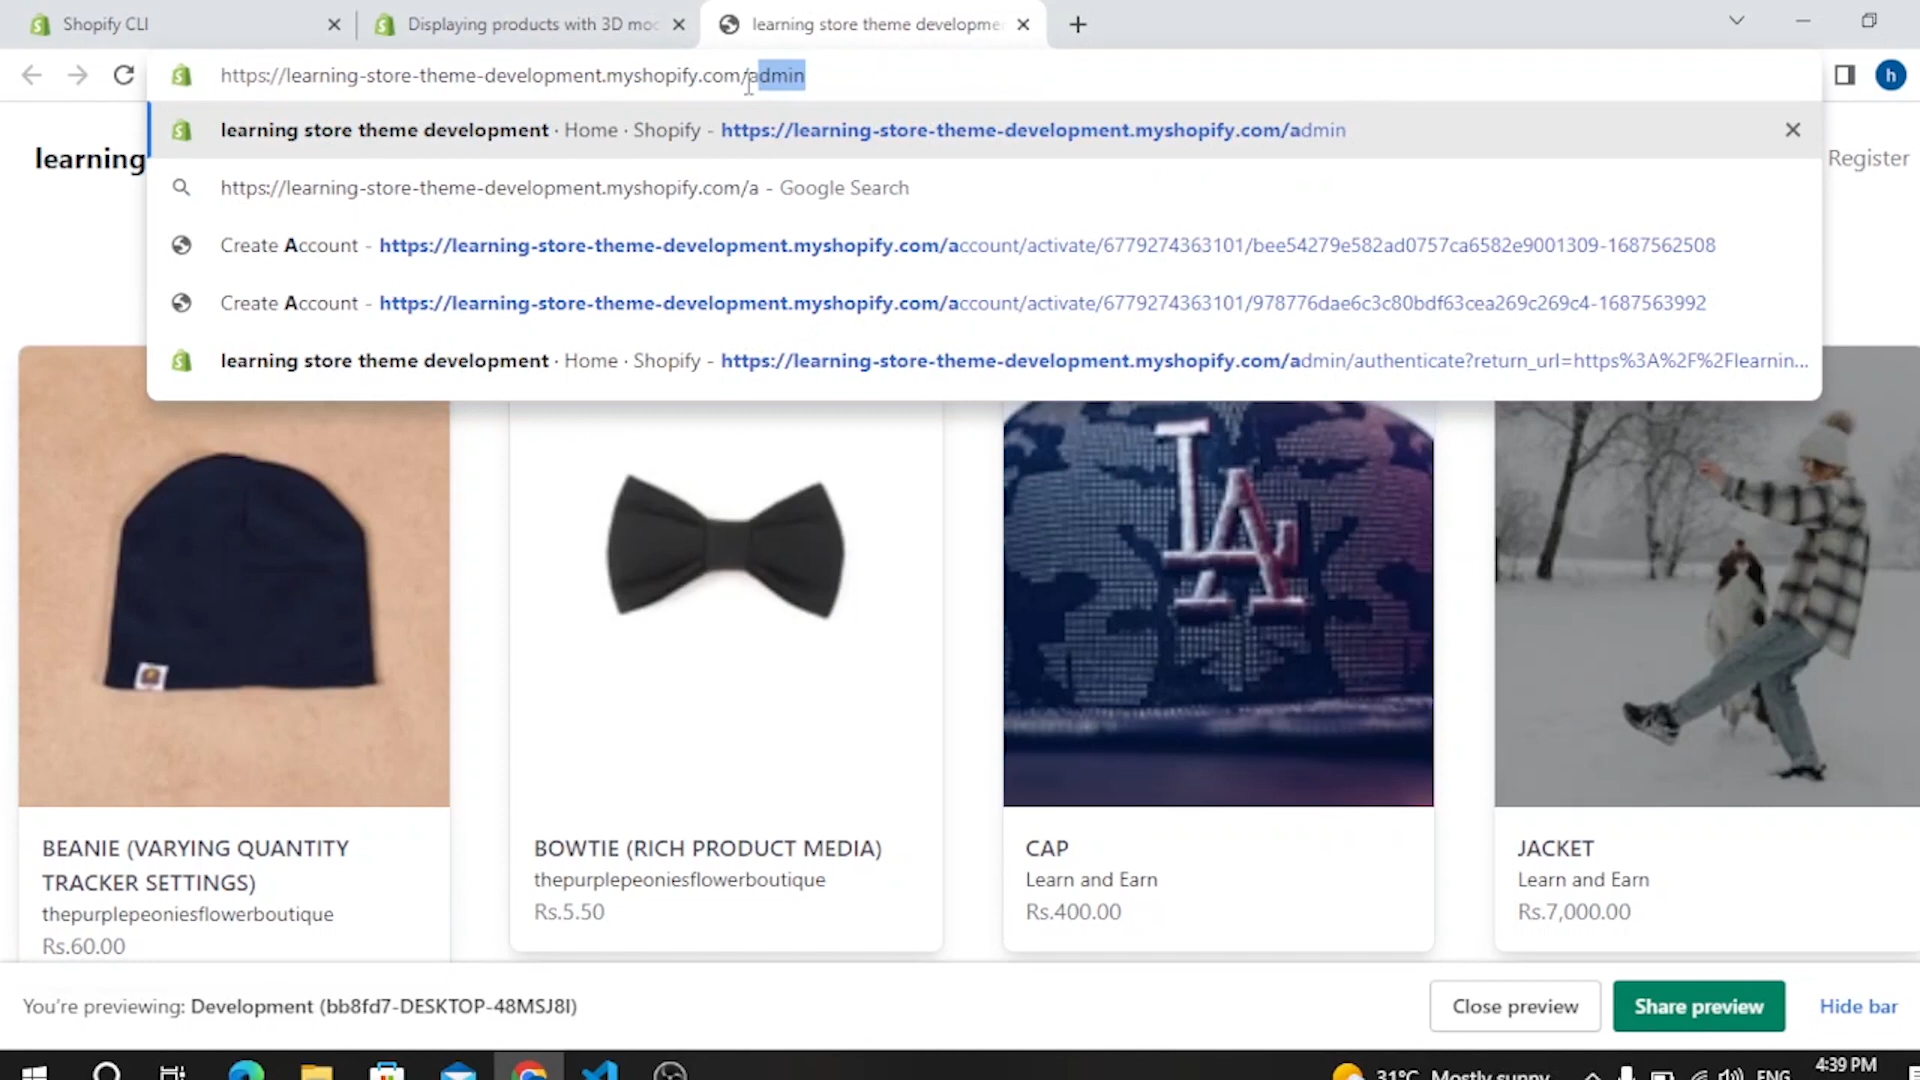 Shopify CLI
Displaying products with 3D mod
learning store theme developme
https://learning-store-theme-development.myshopify.com/admin
h
learning store theme development · Home · Shopify - https://learning-store-theme-development.myshopify.com/admin
https://learning-store-theme-development.myshopify.com/a - Google Search
Create Account - https://learning-store-theme-development.myshopify.com/account/activate/6779274363101/bee54279e582ad0757ca6582e9001309-1687562508
Create Account - https://learning-store-theme-development.myshopify.com/account/activate/6779274363101/978776dae6c3c80bdf63cea269c269c4-1687563992
learning store theme development · Home · Shopify - https://learning-store-theme-development.myshopify.com/admin/authenticate?return_url=https%3A%2F%2Flearnin...
learning
Register
LA
BEANIE (VARYING QUANTITY
TRACKER SETTINGS)
thepurplepeoniesflowerboutique
Rs.60.00
BOWTIE (RICH PRODUCT MEDIA)
thepurplepeoniesflowerboutique
Rs.5.50
CAP
Learn and Earn
Rs.400.00
JACKET
Learn and Earn
Rs.7,000.00
You're previewing: Development (bb8fd7-DESKTOP-48MSJ8I)
Close preview
Share preview
Hide bar
31°C Mostly sunny
ENG
4:39 PM